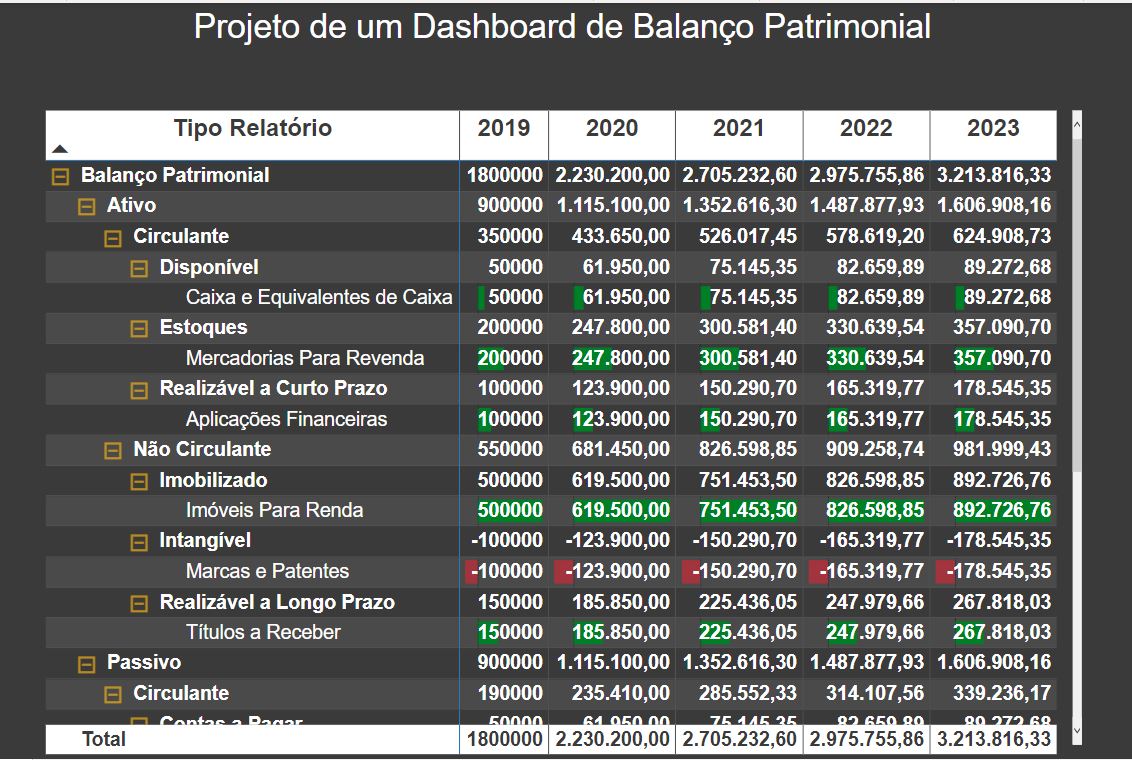 Projeto de um Dashboard de Balanço Patrimonial
Tipo Relatório 2019 2020 2021 2022 2023
Balanço Patrimonial 1800000 2.230.200,00 2.705.232,60 2.975.755,86 3.213.816,33
Ativo 900000 1.115.100,00 1.352.616,30 1.487.877,93 1.606.908,16
Circulante 350000 433.650,00 526.017,45 578.619,20 624.908,73
Disponível 50000 61.950,00 75.145,35 82.659,89 89.272,68
Caixa e Equivalentes de Caixa 50000 61.950,00 75.145,35 82.659,89 89.272,68
Estoques 200000 247.800,00 300.581,40 330.639,54 357.090,70
Mercadorias Para Revenda 200000 247.800,00 300.581,40 330.639,54 357.090,70
Realizável a Curto Prazo 100000 123.900,00 150.290,70 165.319,77 178.545,35
Aplicações Financeiras 100000 123.900,00 150.290,70 165.319,77 178.545,35
Não Circulante 550000 681.450,00 826.598,85 909.258,74 981.999,43
Imobilizado 500000 619.500,00 751.453,50 826.598,85 892.726,76
Imóveis Para Renda 500000 619.500,00 751.453,50 826.598,85 892.726,76
Intangível -100000 -123.900,00 -150.290,70 -165.319,77 -178.545,35
Marcas e Patentes -100000 -123.900,00 -150.290,70 -165.319,77 -178.545,35
Realizável a Longo Prazo 150000 185.850,00 225.436,05 247.979,66 267.818,03
Títulos a Receber 150000 185.850,00 225.436,05 247.979,66 267.818,03
Passivo 900000 1.115.100,00 1.352.616,30 1.487.877,93 1.606.908,16
Circulante 190000 235.410,00 285.552,33 314.107,56 339.236,17
Contas a Pagar 50000 61.950,00 75.145,35 82.659,89 89.272,68
Total 1800000 2.230.200,00 2.705.232,60 2.975.755,86 3.213.816,33